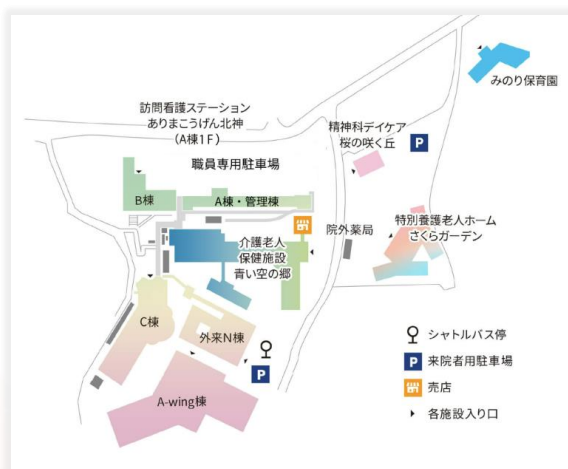 みのり保育園
訪問看護ステーション
ありまこうげん北神
（A棟1F）
精神科デイケア
桜の咲く丘
P
職員専用駐車場
B棟
A棟・管理棟
院外薬局
特別養護老人ホーム
さくらガーデン
介護老人
保健施設
青い空の郷
C棟
外来N棟
P
A-wing棟
シャトルバス停
P 来院者用駐車場
売店
各施設入り口